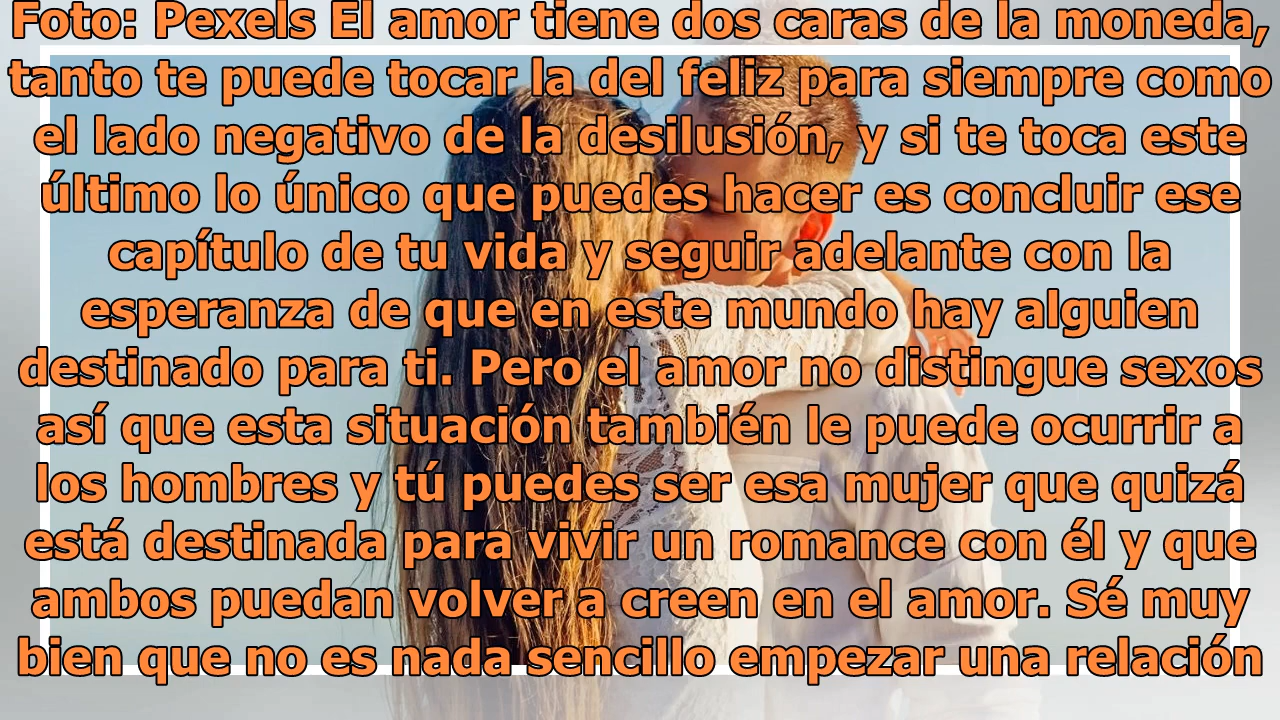 Foto: Pexels El amor tiene dos caras de la moneda,
tanto te puede tocar la del feliz para siempre como
el lado negativo de la desilusión, y si te toca este
último lo único que puedes hacer es concluir ese
capítulo de tu vida y seguir adelante con la
esperanza de que en este mundo hay alguien
destinado para ti. Pero el amor no distingue sexos
así que esta situación también le puede ocurrir a
los hombres y tú puedes ser esa mujer que quizá
está destinada para vivir un romance con él y que
ambos puedan volver a creen en el amor. Sé muy
bien que no es nada sencillo empezar una relación